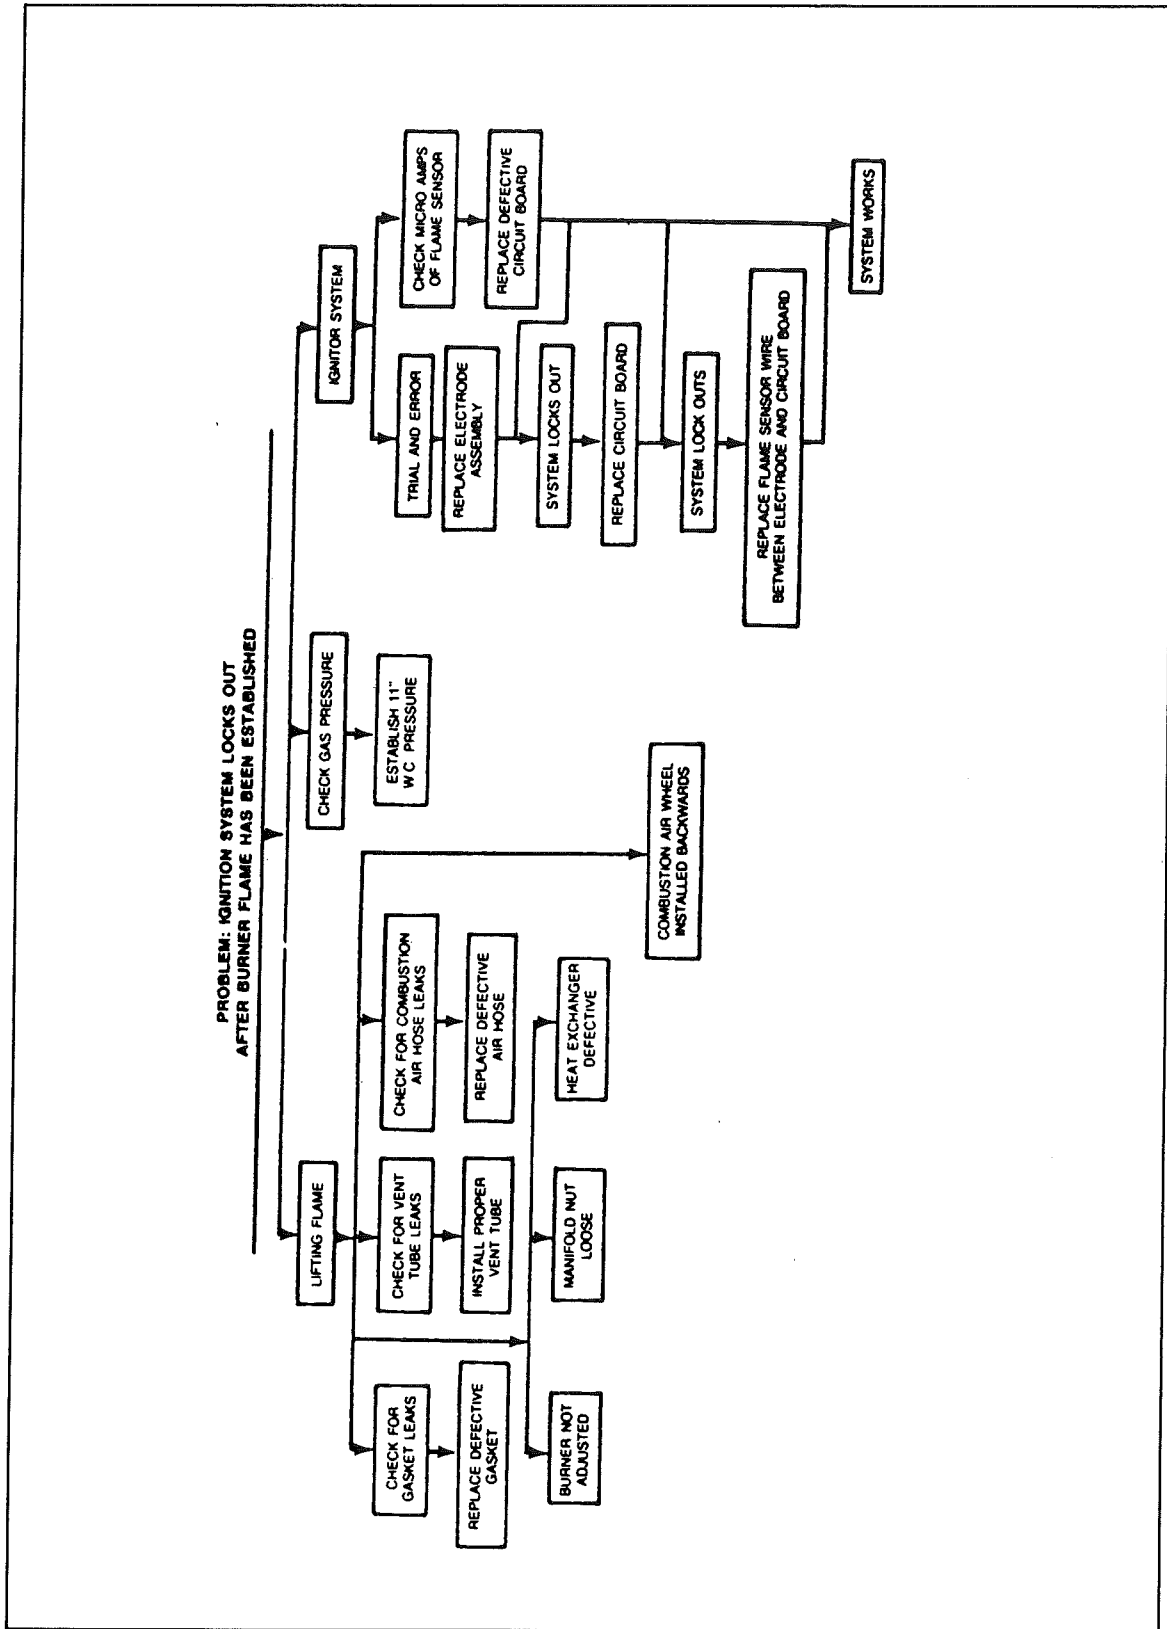 PROBLEM: IGNITION SYSTEM LOCKS OUT
AFTER BURNER FLAME HAS BEEN ESTABLISHED
LIFTING FLAME
CHECK GAS PRESSURE
IGNITOR SYSTEM
CHECK FOR
GASKET LEAKS
CHECK FOR VENT
TUBE LEAKS
CHECK FOR COMBUSTION
AIR HOSE LEAKS
ESTABLISH 11"
W C PRESSURE
TRIAL AND ERROR
CHECK MICRO AMPS
OF FLAME SENSOR
REPLACE DEFECTIVE
GASKET
INSTALL PROPER
VENT TUBE
REPLACE DEFECTIVE
AIR HOSE
REPLACE ELECTRODE
ASSEMBLY
REPLACE DEFECTIVE
CIRCUIT BOARD
BURNER NOT
ADJUSTED
MANIFOLD NUT
LOOSE
HEAT EXCHANGER
DEFECTIVE
SYSTEM LOCKS OUT
COMBUSTION AIR WHEEL
INSTALLED BACKWARDS
REPLACE CIRCUIT BOARD
SYSTEM LOCK OUTS
REPLACE FLAME SENSOR WIRE
BETWEEN ELECTRODE AND CIRCUIT BOARD
SYSTEM WORKS